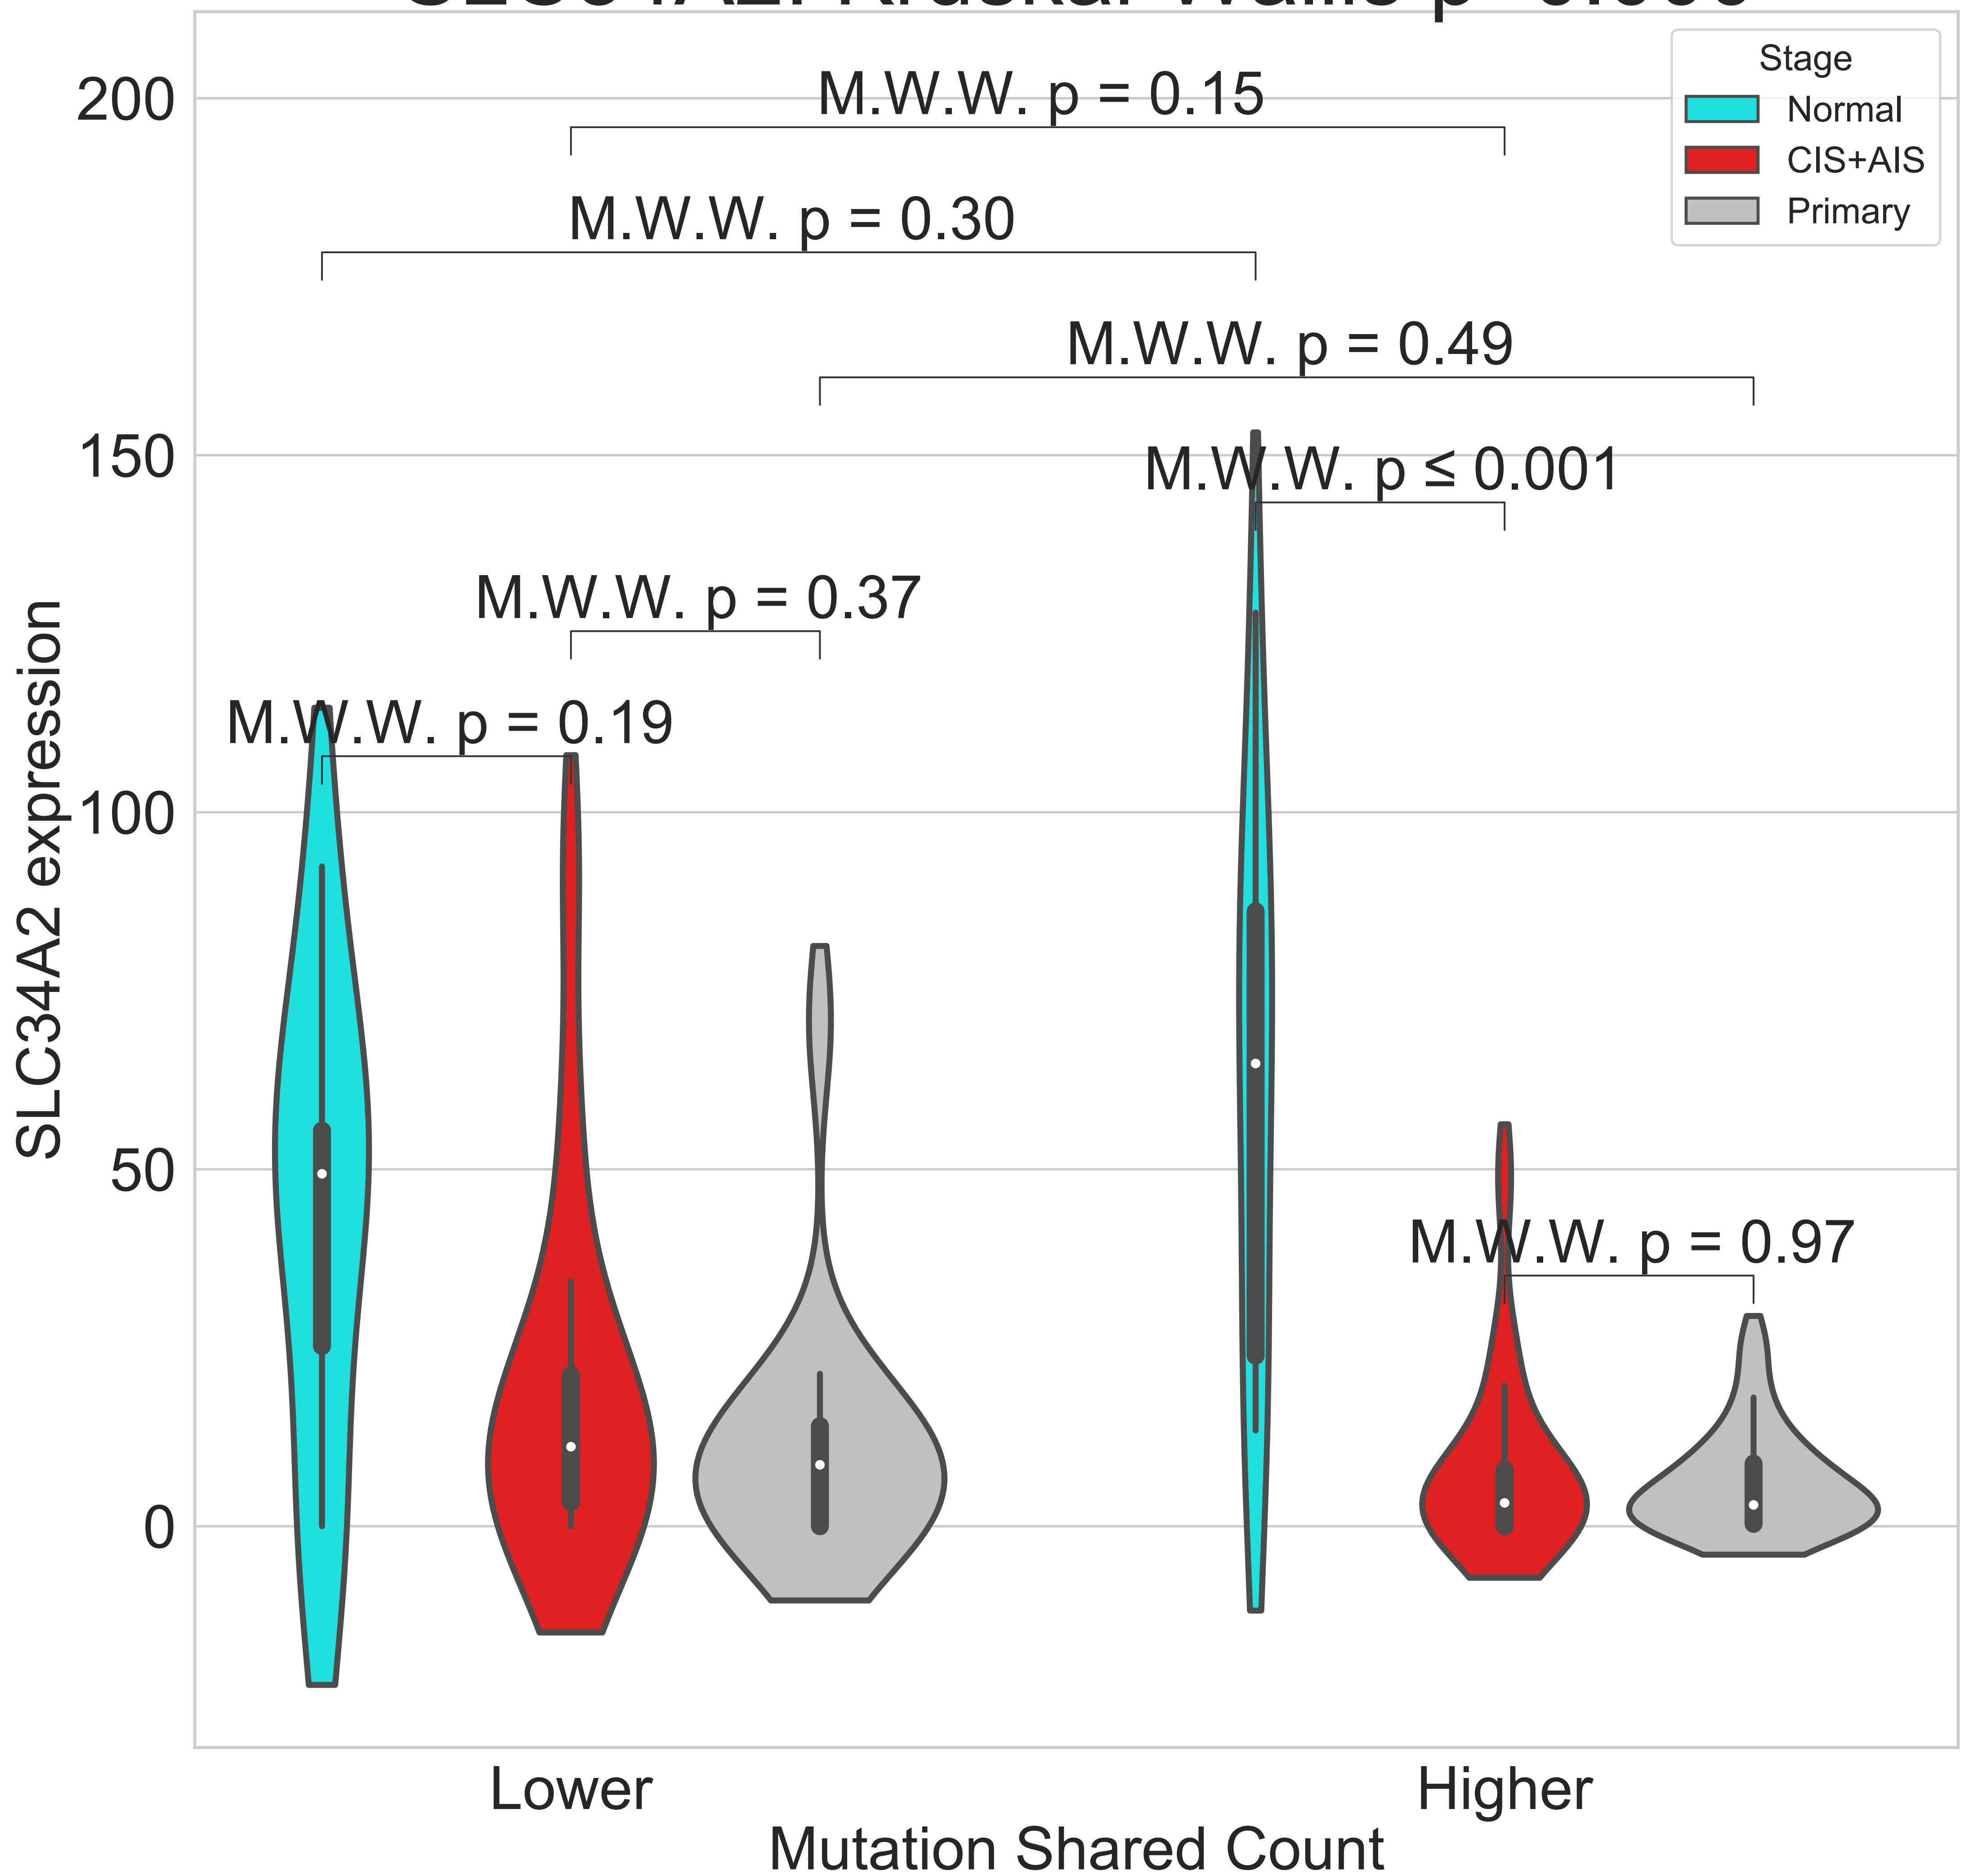 200
150
100
50
0
SLC34A2 expression
M.W.W. p = 0.15
M.W.W. p = 0.30
M.W.W. p = 0.49
M.W.W. p ≤ 0.001
M.W.W. p = 0.37
M.W.W. p = 0.19
M.W.W. p = 0.97
Stage
Normal
CIS+AIS
Primary
Lower
Higher
Mutation Shared Count